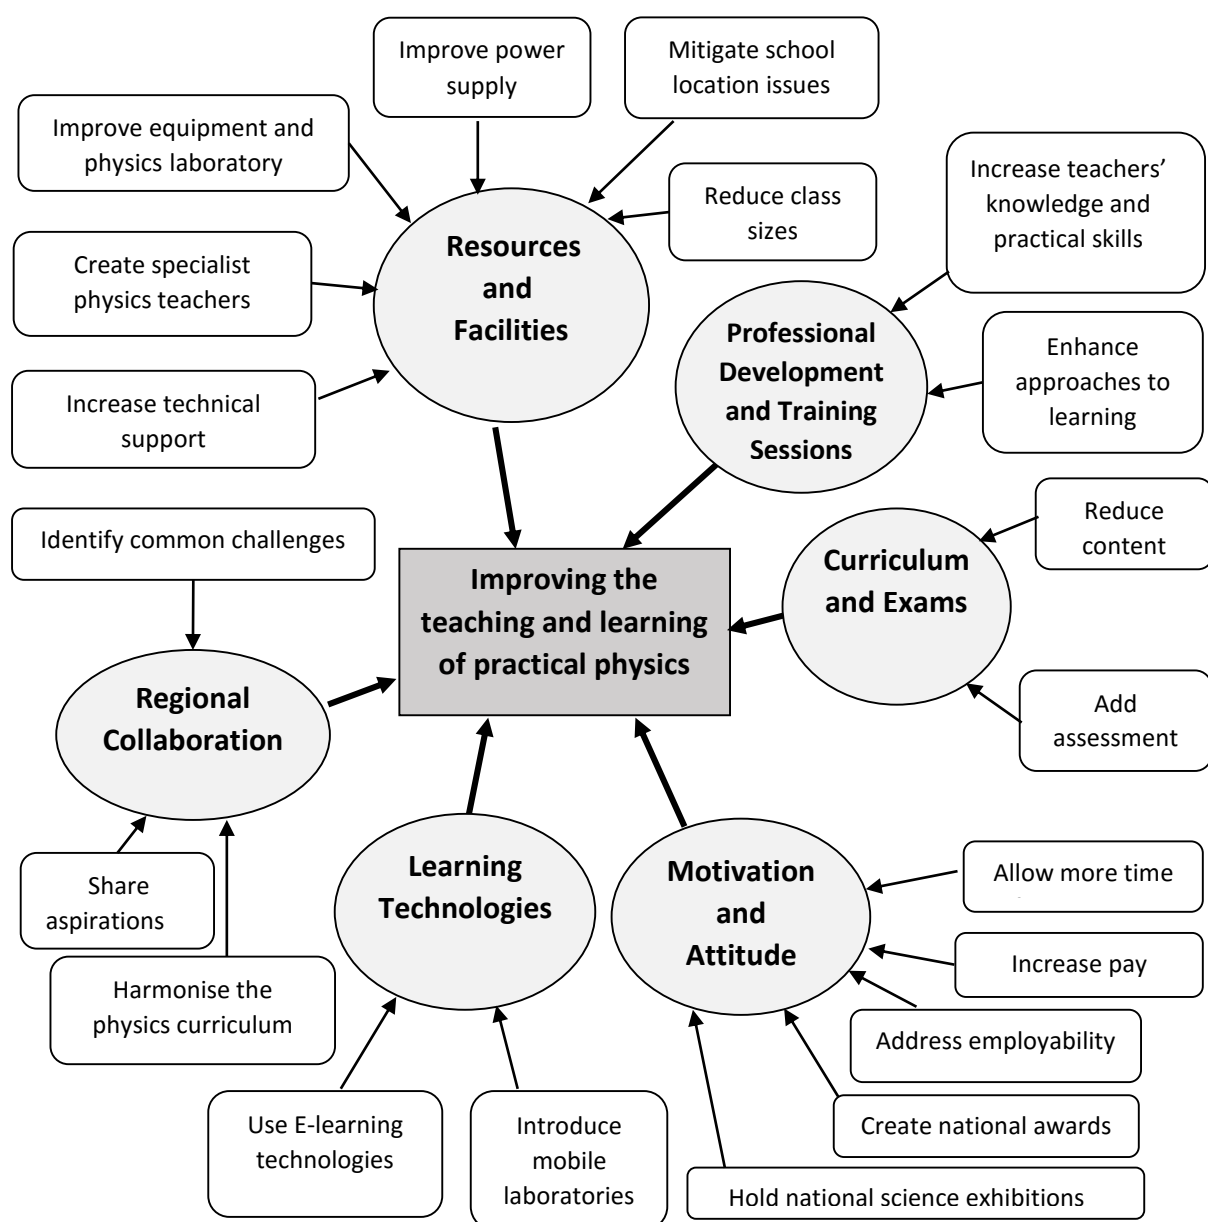 Improve power
supply
Mitigate school
location issues
Improve equipment and
physics laboratory
Reduce class
sizes
Increase teachers’
knowledge and
practical skills
Create specialist
physics teachers
Resources
and
Facilities
Increase technical
support
Professional
Development
and Training
Sessions
Enhance
approaches to
learning
Identify common challenges
Reduce
content
Curriculum
and Exams
Improving the
teaching and learning
of practical physics
Regional
Collaboration
Add
assessment
Share
aspirations
Learning
Technologies
Motivation
and
Attitude
Allow more time
Increase pay
Harmonise the
physics curriculum
Address employability
Use E-learning
technologies
Introduce
mobile
laboratories
Create national awards
Hold national science exhibitions